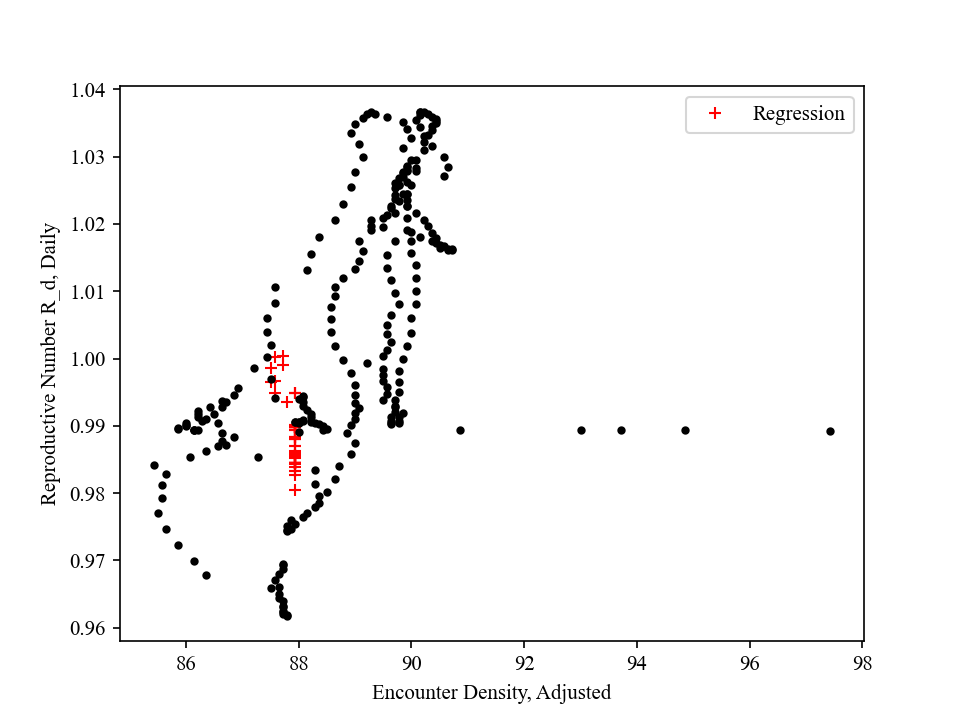 1.04
1.03
1.02
1.01
1.00
0.99
0.98
0.97
0.96
Reproductive Number R_d, Daily
Regression
86 88 90 92 94 96 98
Encounter Density, Adjusted